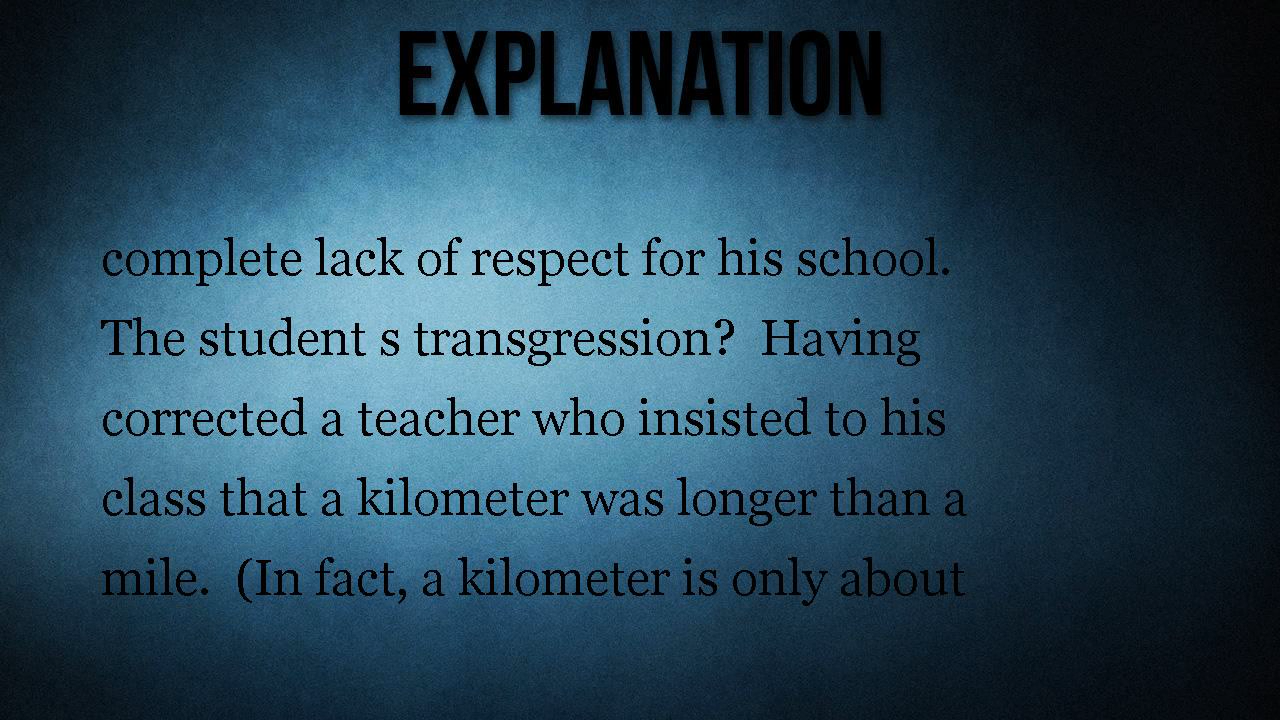 EXPLANATION
complete lack of respect for his school.
The student s transgression?  Having
corrected a teacher who insisted to his
class that a kilometer was longer than a
mile.  (In fact, a kilometer is only about